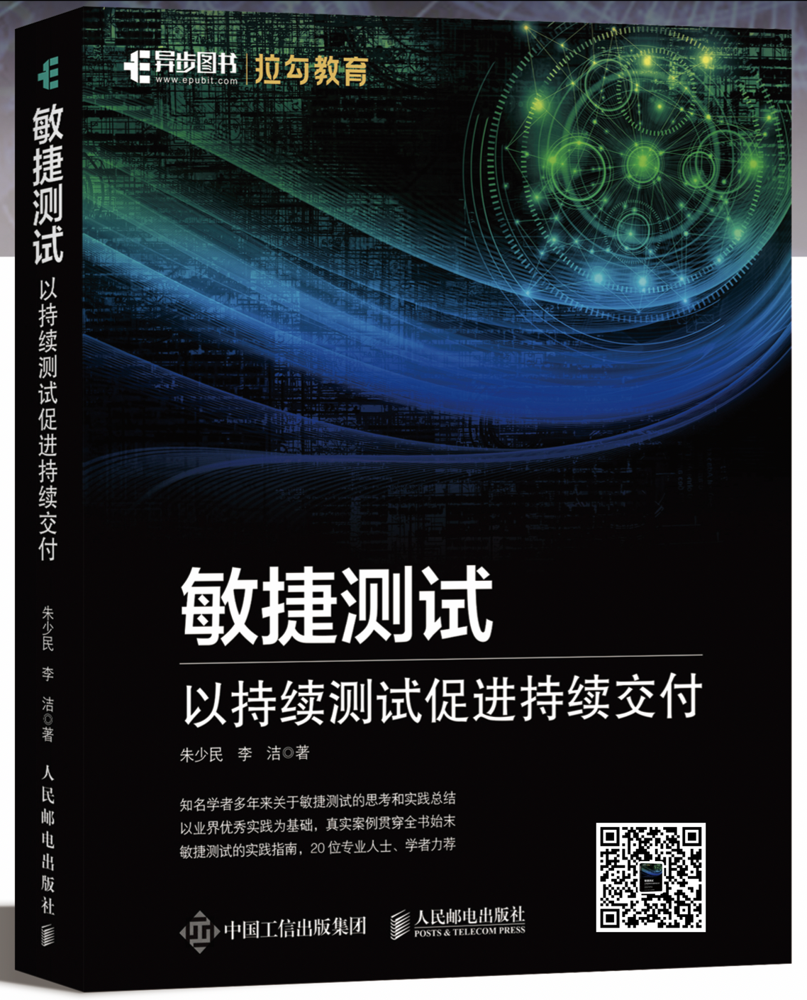 异步图书
www.epubit.com
拉勾教育
敏捷测试
以持续测试促进持续交付
朱少民 李 洁◎著
知名学者多年来关于敏捷测试的思考和实践总结
以业界优秀实践为基础，真实案例贯穿全书始末
敏捷测试的实践指南，20 位专业人士、学者力荐
中国工信出版集团
人民邮电出版社
POSTS & TELECOM PRESS
敏捷测试
以持续测试促进持续交付
朱少民 李 洁◎著
人民邮电出版社